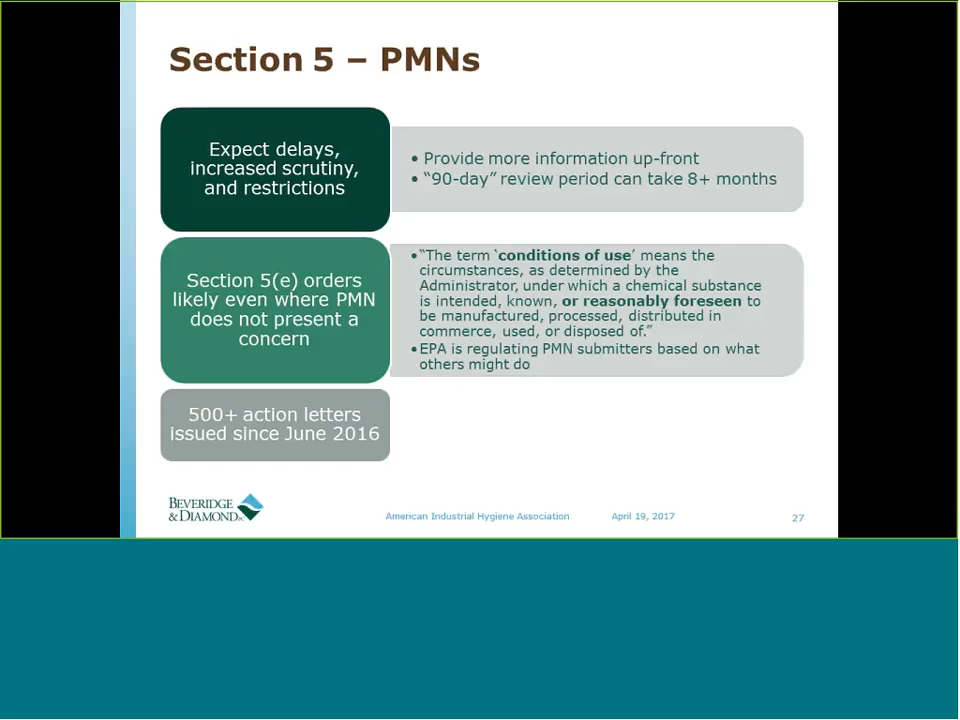 Section 5 – PMNs
Expect delays,
increased scrutiny,
and restrictions
• Provide more information up-front
• “90-day” review period can take 8+ months
Section 5(e) orders
likely even where PMN
does not present a
concern
•“The term ‘conditions of use’ means the
circumstances, as determined by the
Administrator, under which a chemical substance
is intended, known, or reasonably foreseen to
be manufactured, processed, distributed in
commerce, used, or disposed of.”
•EPA is regulating PMN submitters based on what
others might do
500+ action letters
issued since June 2016
BEVERIDGE
& DIAMOND PC
American Industrial Hygiene Association April 19, 2017 27